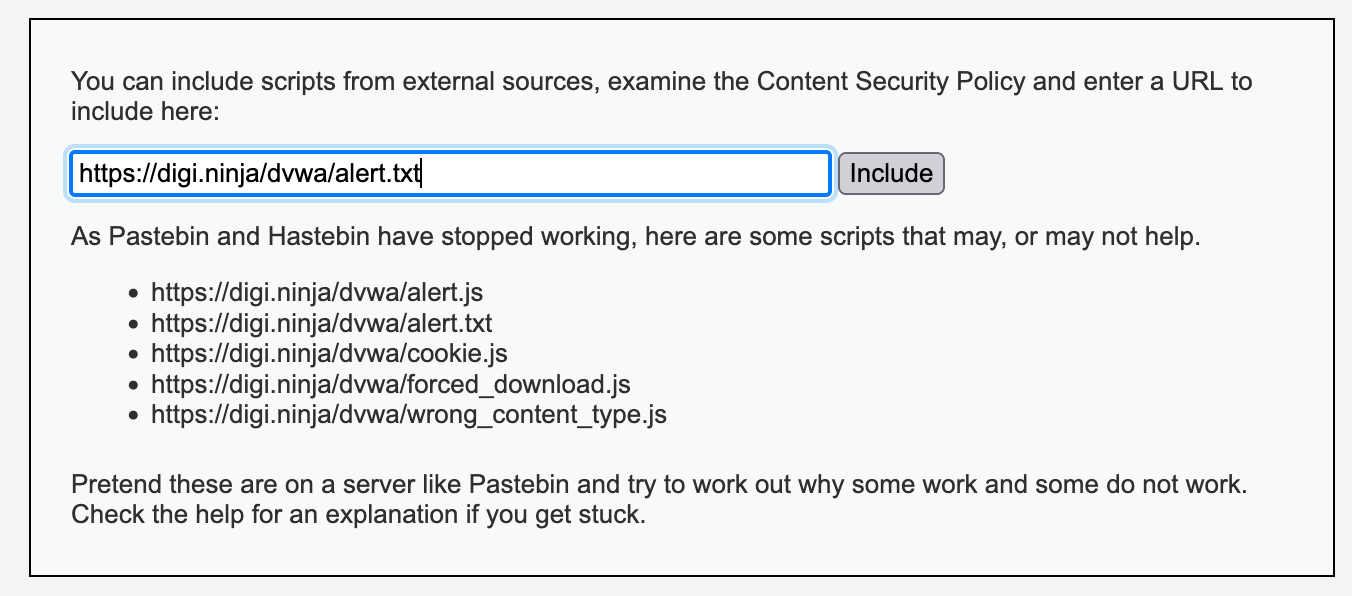 You can include scripts from external sources, examine the Content Security Policy and enter a URL to
include here:
https://digi.ninja/dvwa/alert.txt Include
As Pastebin and Hastebin have stopped working, here are some scripts that may, or may not help.
• https://digi.ninja/dvwa/alert.js
• https://digi.ninja/dvwa/alert.txt
• https://digi.ninja/dvwa/cookie.js
• https://digi.ninja/dvwa/forced_download.js
• https://digi.ninja/dvwa/wrong_content_type.js
Pretend these are on a server like Pastebin and try to work out why some work and some do not work.
Check the help for an explanation if you get stuck.